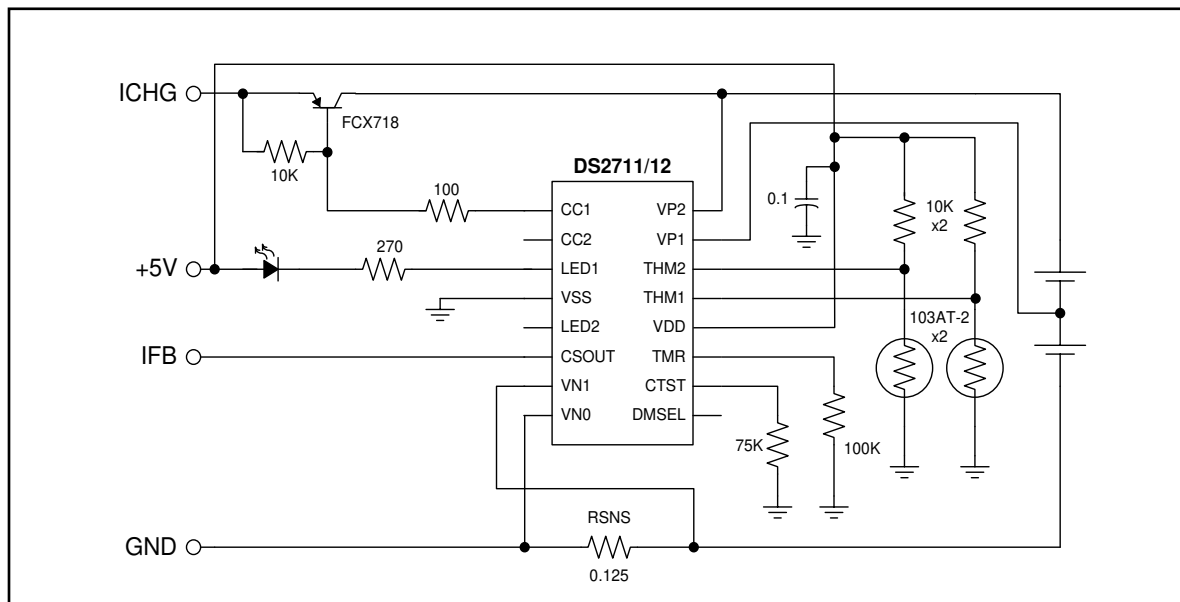 ICHG
FCX718
10K
DS2711/12
100
0.1
10K
x2
CC1
VP2
CC2
VP1
+5V
270
LED1
THM2
VSS
THM1
103AT-2
x2
LED2
VDD
IFB
CSOUT
TMR
VN1
CTST
VN0
DMSEL
75K
100K
RSNS
GND
0.125